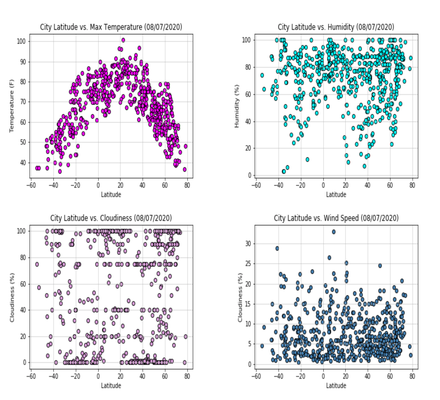 City Latitude vs. Max Temperature (08/07/2020)
Temperature (F)
100
90
80
70
60
50
40
−60 −40 −20 0 20 40 60 80
Latitude
City Latitude vs. Humidity (08/07/2020)
Humidity (%)
100
80
60
40
20
0
−60 −40 −20 0 20 40 60 80
Latitude
City Latitude vs. Cloudiness (08/07/2020)
Cloudiness (%)
100
80
60
40
20
0
−60 −40 −20 0 20 40 60 80
Latitude
City Latitude vs. Wind Speed (08/07/2020)
Cloudiness (%)
30
25
20
15
10
5
0
−60 −40 −20 0 20 40 60 80
Latitude